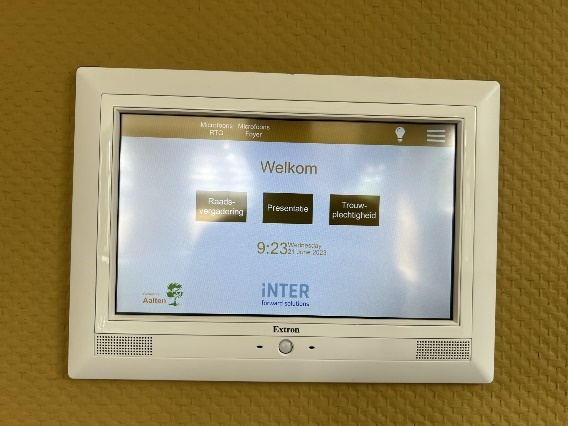 Microfoons Microfoons
RTG Foyer
Welkom
Raads-
vergadering
Presentatie
Trouw-
plechtigheid
9:23 Wednesday
21 June 2023
Aalten
iNTER
forward solutions
Extron